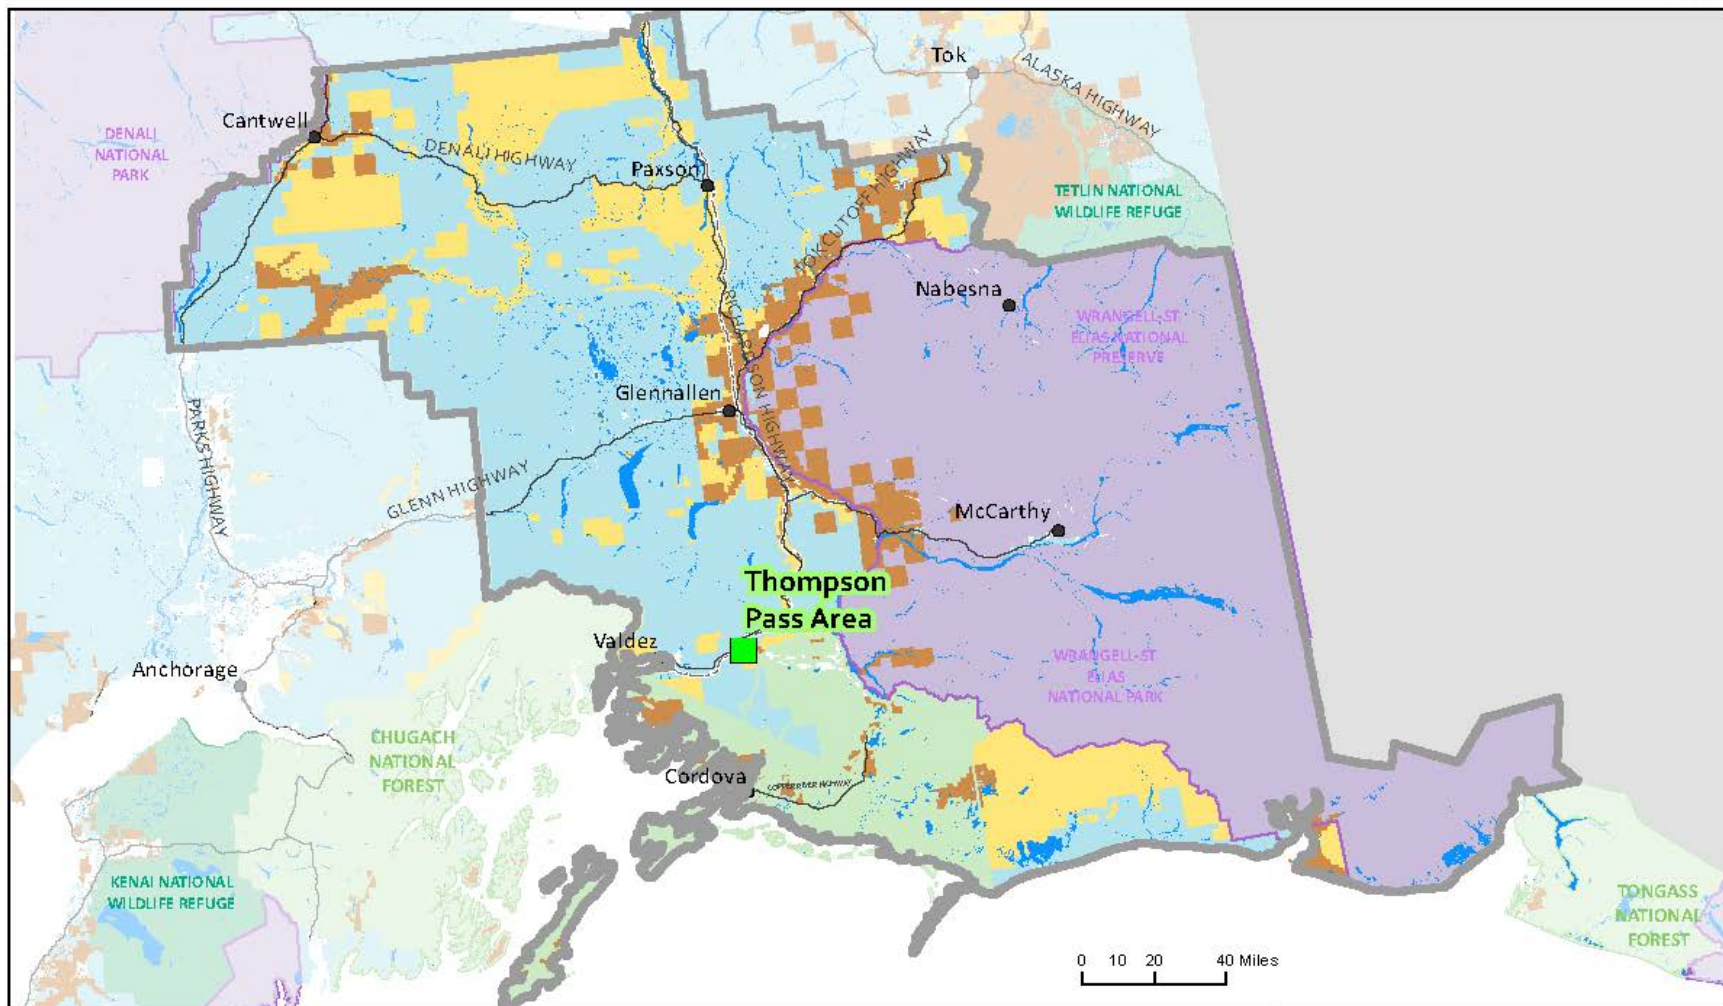 Tok
ALASKA HIGHWAY
Cantwell
DENALI
NATIONAL
PARK
DENALI HIGHWAY
Paxson
TOK CUTOFF HIGHWAY
TETLIN NATIONAL
WILDLIFE REFUGE
Nabesna
WRANGELL-ST
ELIAS NATIONAL
PRESERVE
RICHARDSON HIGHWAY
Glennallen
PARKS HIGHWAY
GLENN HIGHWAY
McCarthy
Thompson
Pass Area
Valdez
Anchorage
WRANGELL-ST
ELIAS
NATIONAL PARK
CHUGACH
NATIONAL
FOREST
Cordova
COPPER RIVER HIGHWAY
KENAI NATIONAL
WILDLIFE REFUGE
TONGASS
NATIONAL
FOREST
0 10 20 40 Miles